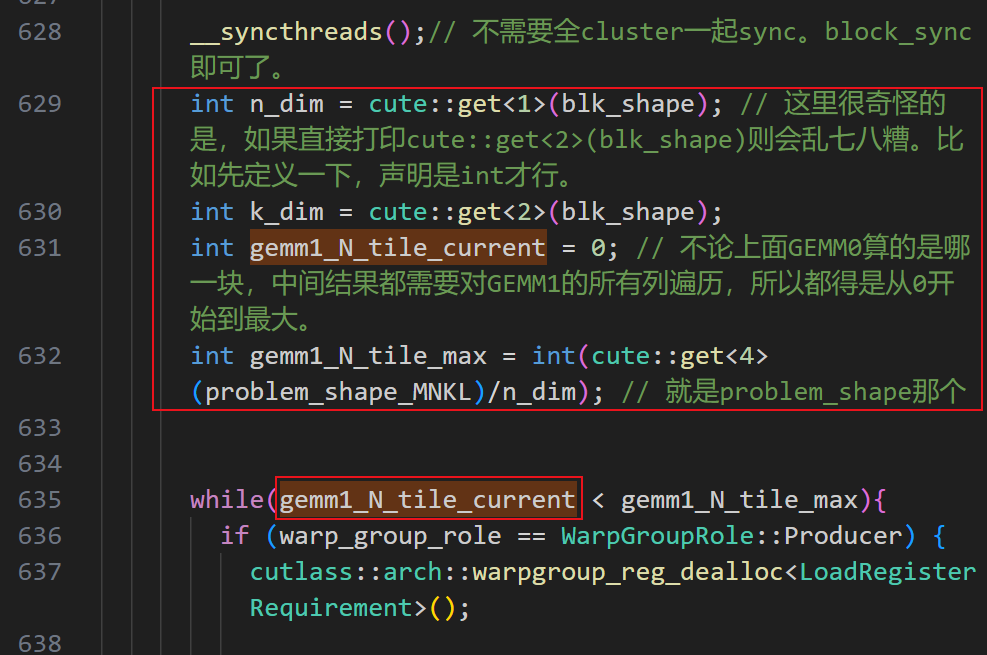 627
628 __syncthreads();// 不需要全cluster一起sync。block_sync
即可了。
629 int n_dim = cute::get<1>(blk_shape); // 这里很奇怪的
是，如果直接打印cute::get<2>(blk_shape)则会乱七八糟。比
如先定义一下，声明是int才行。
630 int k_dim = cute::get<2>(blk_shape);
631 int gemm1_N_tile_current = 0; // 不论上面GEMM0算的是哪
一块，中间结果都需要对GEMM1的所有列遍历，所以都得是从0开
始到最大。
632 int gemm1_N_tile_max = int(cute::get<4>
(problem_shape_MNKL)/n_dim); // 就是problem_shape那个
633
634
635 while(gemm1_N_tile_current < gemm1_N_tile_max){
636 if (warp_group_role == WarpGroupRole::Producer) {
637 cutlass::arch::warpgroup_reg_dealloc<LoadRegister
Requirement>();
638